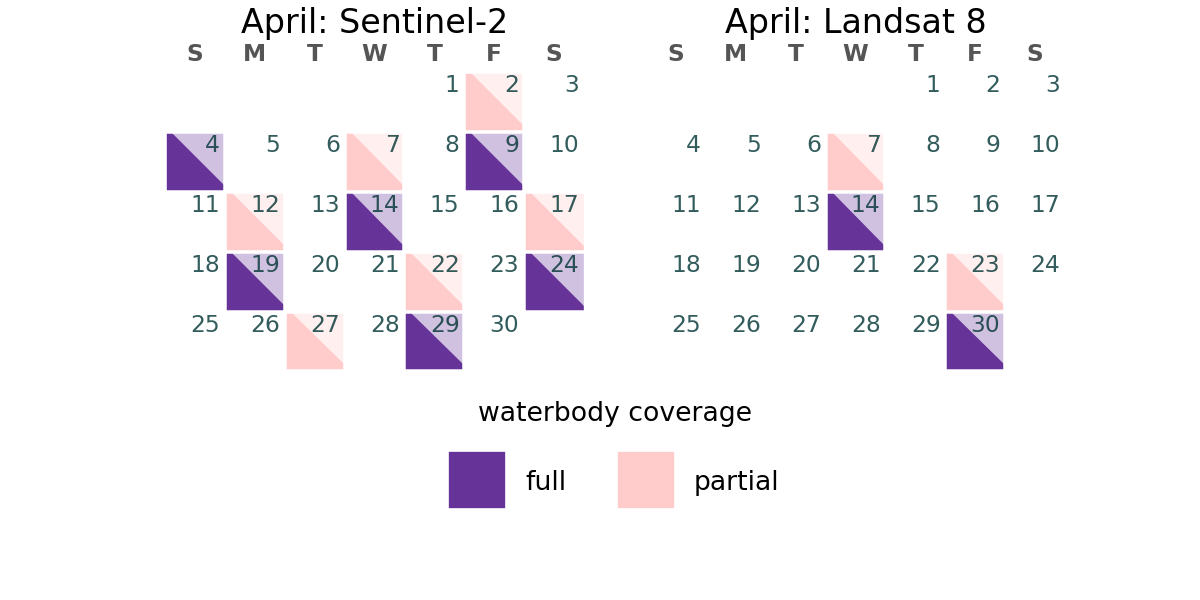 April: Sentinel-2
S M T W T F S
1 2 3
4 5 6 7 8 9 10
11 12 13 14 15 16 17
18 19 20 21 22 23 24
25 26 27 28 29 30
April: Landsat 8
S M T W T F S
1 2 3
4 5 6 7 8 9 10
11 12 13 14 15 16 17
18 19 20 21 22 23 24
25 26 27 28 29 30
waterbody coverage
full
partial